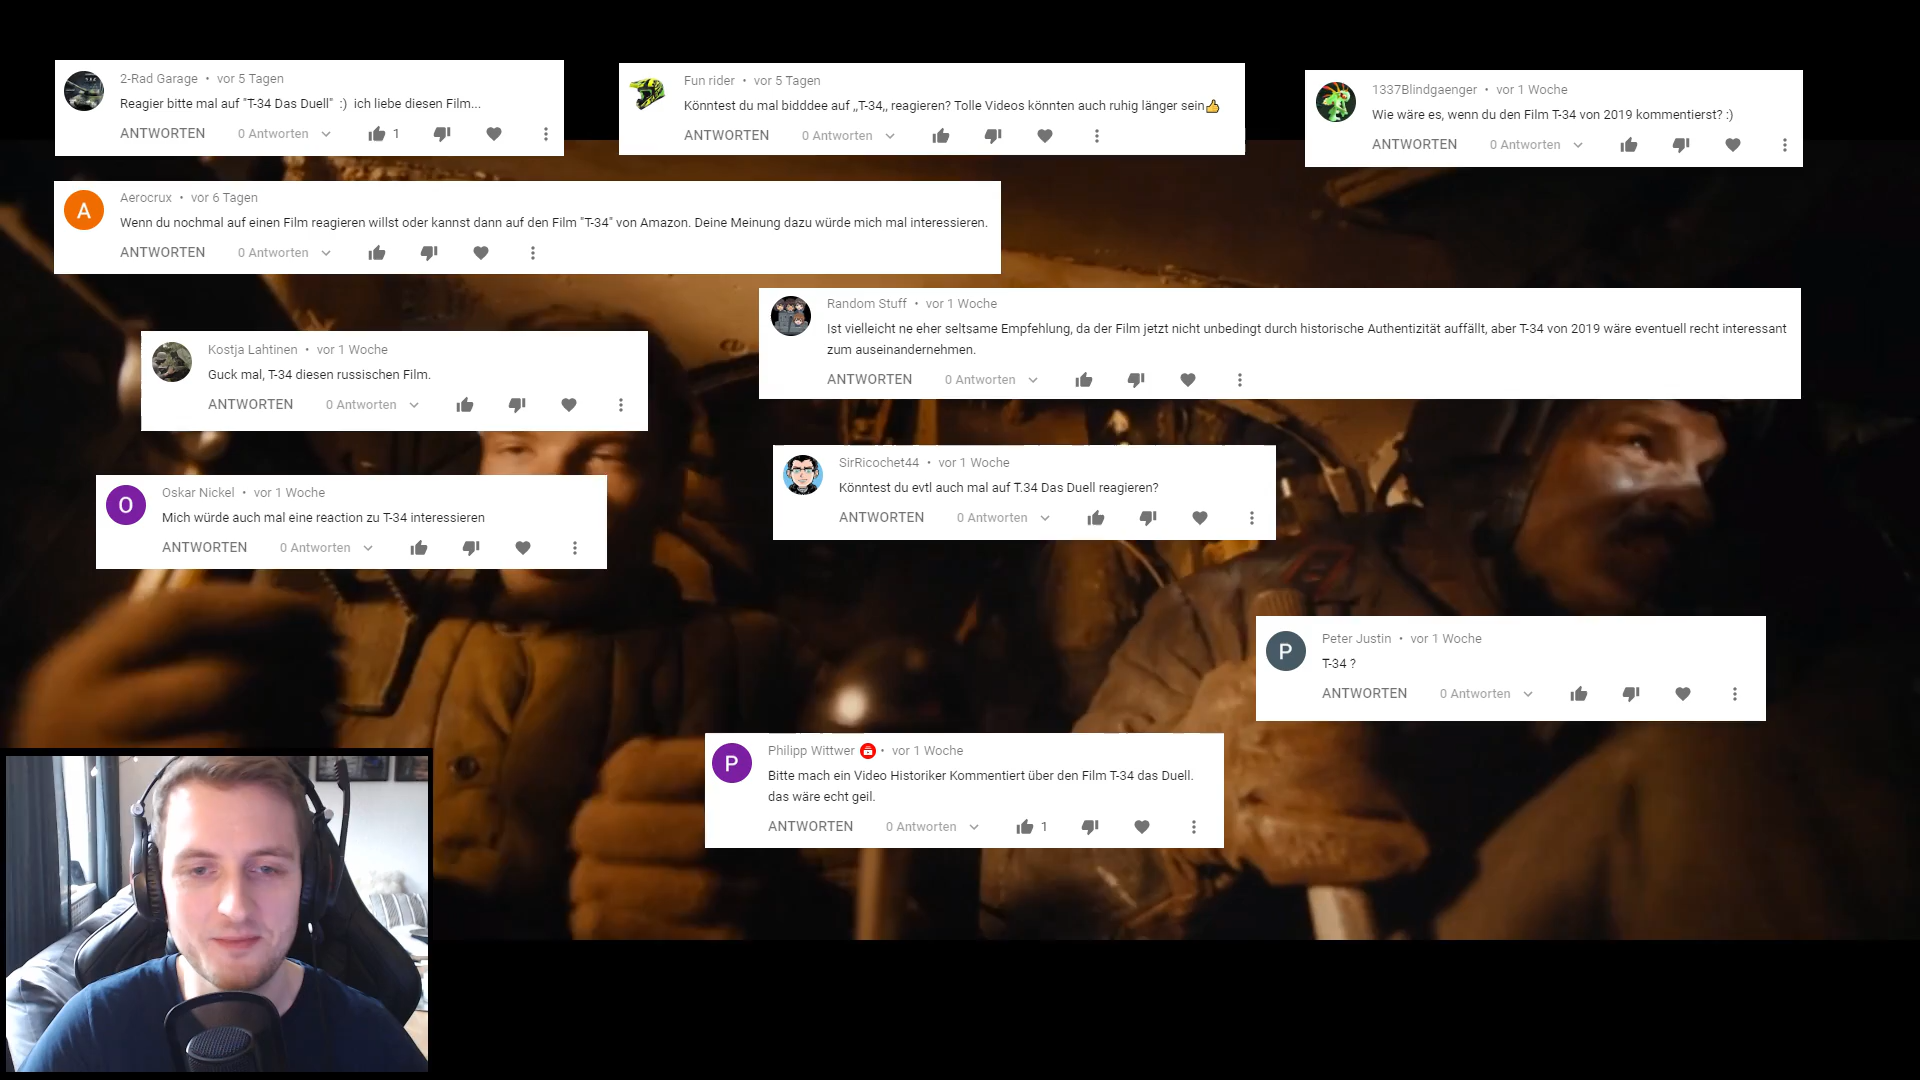 2-Rad Garage • vor 5 Tagen
Reagier bitte mal auf "T-34 Das Duell" :) ich liebe diesen Film...
ANTWORTEN 0 Antworten 1
Fun rider • vor 5 Tagen
Könntest du mal bidddee auf ,,T-34,, reagieren? Tolle Videos könnten auch ruhig länger sein👍
ANTWORTEN 0 Antworten
1337Blindgaenger • vor 1 Woche
Wie wäre es, wenn du den Film T-34 von 2019 kommentierst? :)
ANTWORTEN 0 Antworten
A
Aerocrux • vor 6 Tagen
Wenn du nochmal auf einen Film reagieren willst oder kannst dann auf den Film "T-34" von Amazon. Deine Meinung dazu würde mich mal interessieren.
ANTWORTEN 0 Antworten
Random Stuff • vor 1 Woche
Ist vielleicht ne eher seltsame Empfehlung, da der Film jetzt nicht unbedingt durch historische Authentizität auffällt, aber T-34 von 2019 wäre eventuell recht interessant
zum auseinandernehmen.
ANTWORTEN 0 Antworten
Kostja Lahtinen • vor 1 Woche
Guck mal, T-34 diesen russischen Film.
ANTWORTEN 0 Antworten
SirRicochet44 • vor 1 Woche
Könntest du evtl auch mal auf T.34 Das Duell reagieren?
ANTWORTEN 0 Antworten
O
Oskar Nickel • vor 1 Woche
Mich würde auch mal eine reaction zu T-34 interessieren
ANTWORTEN 0 Antworten
P
Peter Justin • vor 1 Woche
T-34 ?
ANTWORTEN 0 Antworten
P
Philipp Wittwer • vor 1 Woche
Bitte mach ein Video Historiker Kommentiert über den Film T-34 das Duell.
das wäre echt geil.
ANTWORTEN 0 Antworten 1